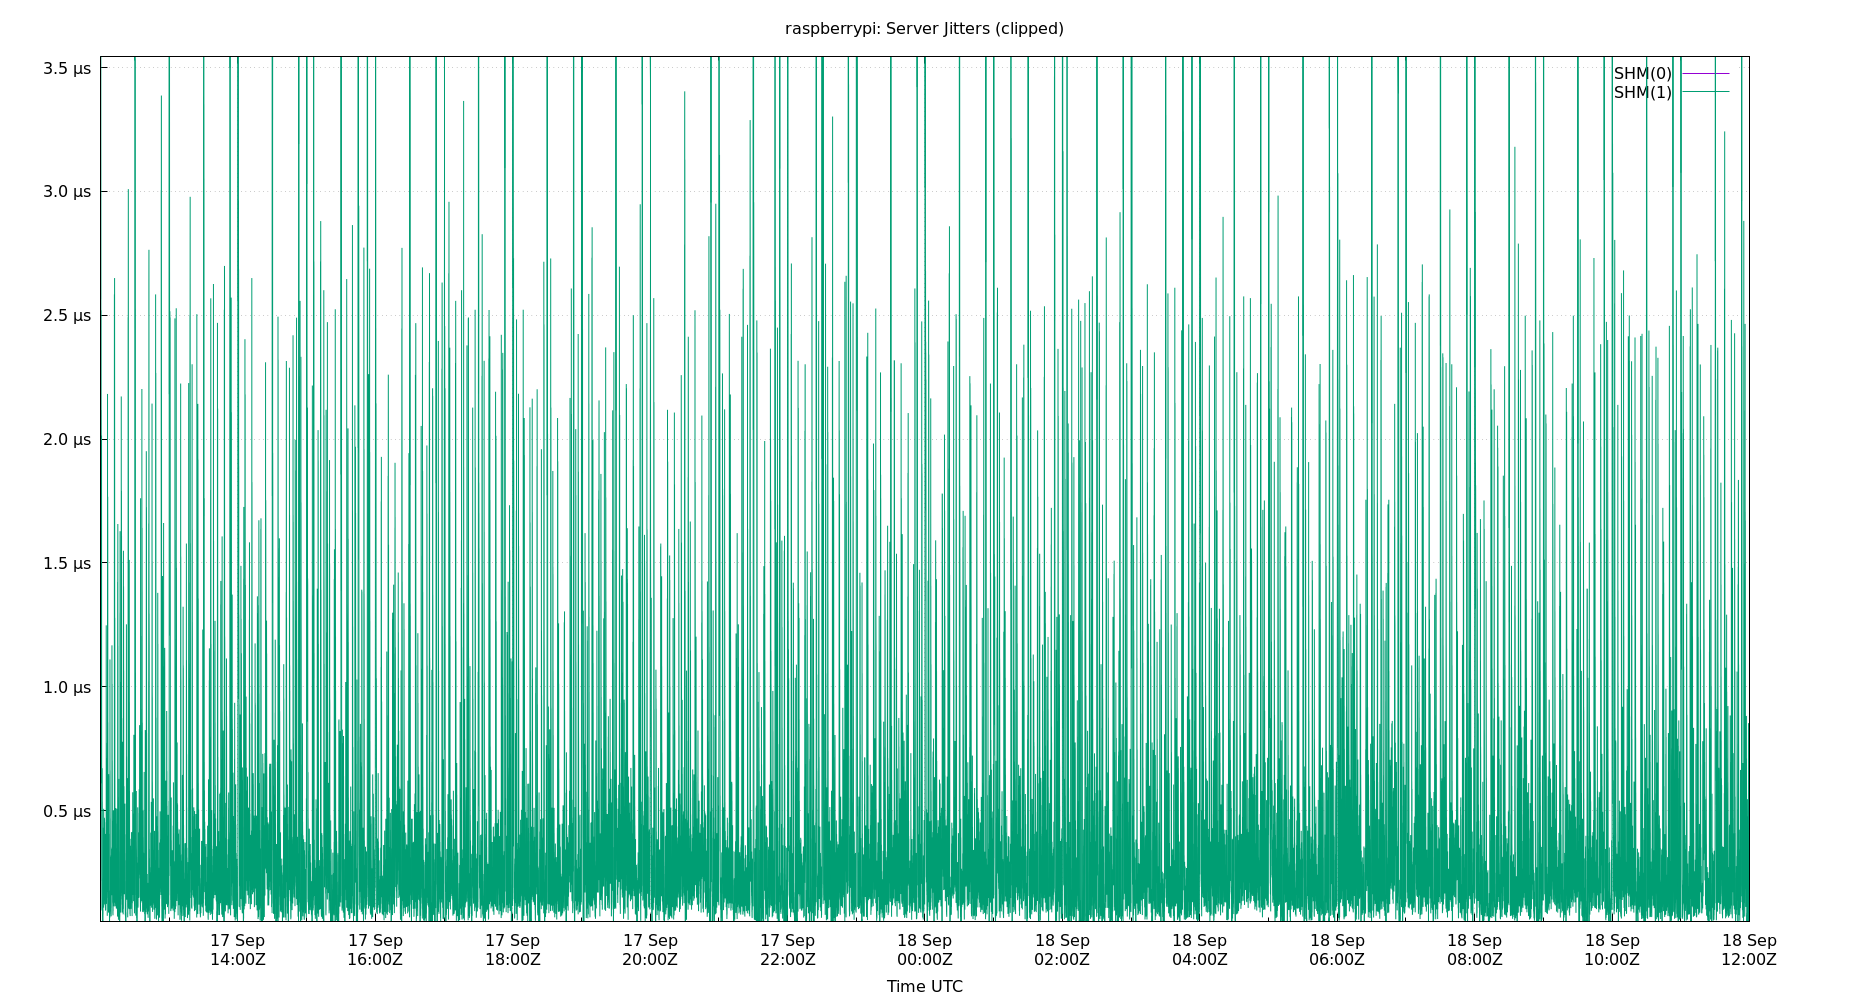 raspberrypi: Server Jitters (clipped)
SHM(0)
SHM(1)
3.5 µs
3.0 µs
2.5 µs
2.0 µs
1.5 µs
1.0 µs
0.5 µs
17 Sep 17 Sep 17 Sep 17 Sep 17 Sep 18 Sep 18 Sep 18 Sep 18 Sep 18 Sep 18 Sep 18 Sep
14:00Z 16:00Z 18:00Z 20:00Z 22:00Z 00:00Z 02:00Z 04:00Z 06:00Z 08:00Z 10:00Z 12:00Z
Time UTC